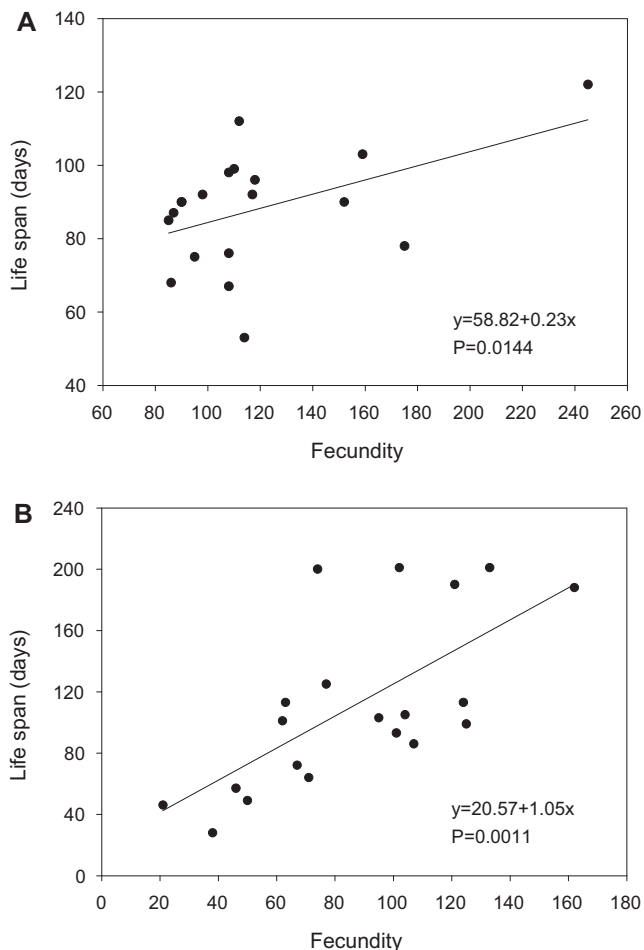 A
140
120
100
80
60
40
Life span (days)
y=58.82+0.23x
P=0.0144
60 80 100 120 140 160 180 200 220 240 260
Fecundity
B
240
200
160
120
80
40
0
Life span (days)
y=20.57+1.05x
P=0.0011
0 20 40 60 80 100 120 140 160 180
Fecundity